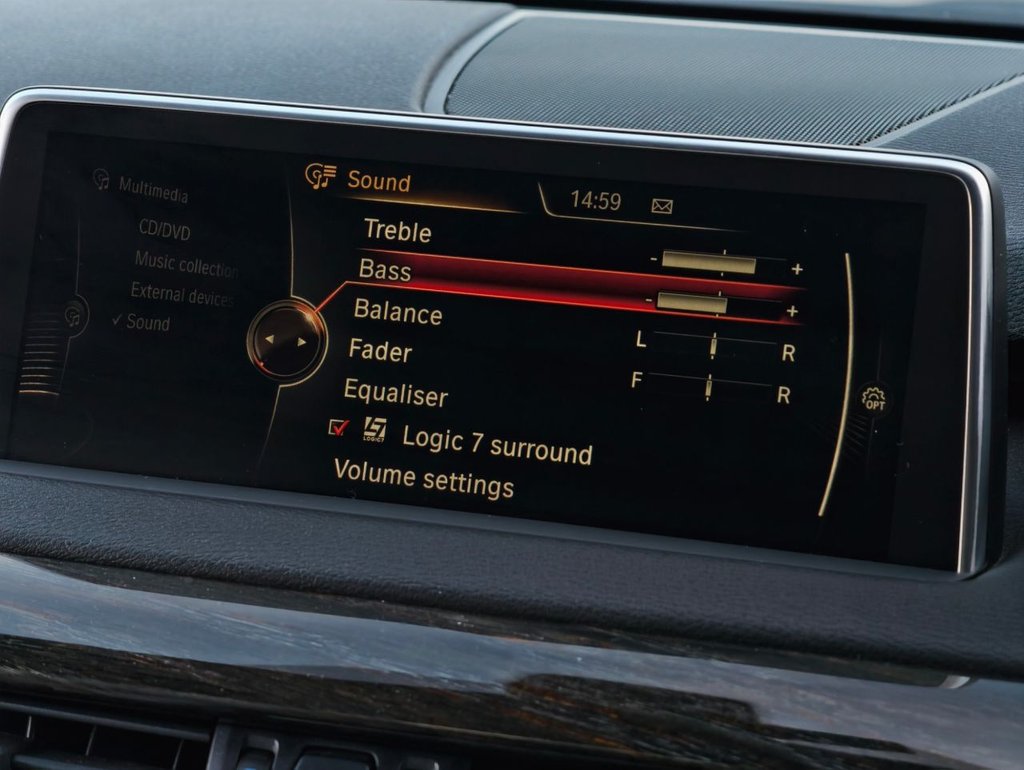 Multimedia
CD/DVD
Music collection
External devices
✓ Sound
Sound
14:59
Treble - +
Bass - +
Balance L R
Fader F R
Equaliser
LOGIC7 Logic 7 surround
Volume settings
OPT